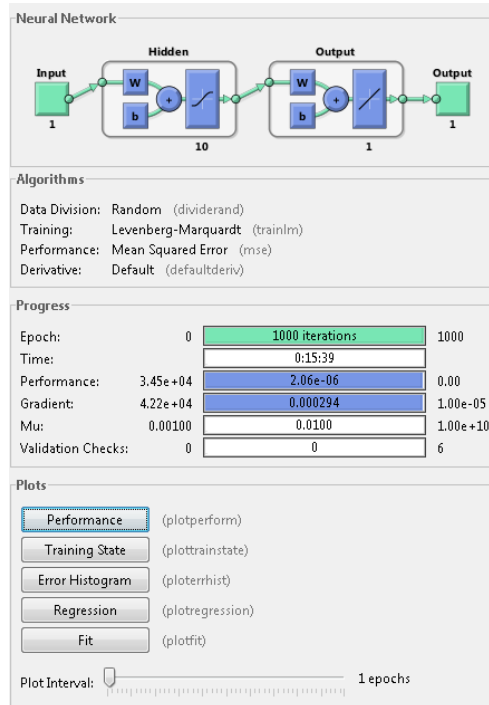 Neural Network
Hidden Output
Input Output
W W
+ +
b b
1 1
10 1
Algorithms
Data Division: Random (dividerand)
Training: Levenberg-Marquardt (trainlm)
Performance: Mean Squared Error (mse)
Derivative: Default (defaultderiv)
Progress
Epoch: 0 1000 iterations 1000
Time: 0:15:39
Performance: 3.45e+04 2.06e-06 0.00
Gradient: 4.22e+04 0.000294 1.00e-05
Mu: 0.00100 0.0100 1.00e+10
Validation Checks: 0 0 6
Plots
Performance (plotperform)
Training State (plottrainstate)
Error Histogram (ploterrhist)
Regression (plotregression)
Fit (plotfit)
Plot Interval: 1 epochs